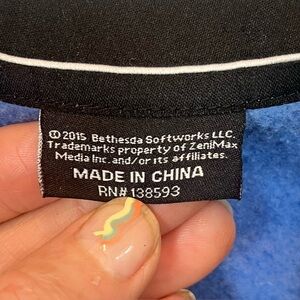 © 2015 Bethesda Softworks LLC.
Trademarks property of ZeniMax
Media Inc. and/or its affiliates.
MADE IN CHINA
RN# 138593